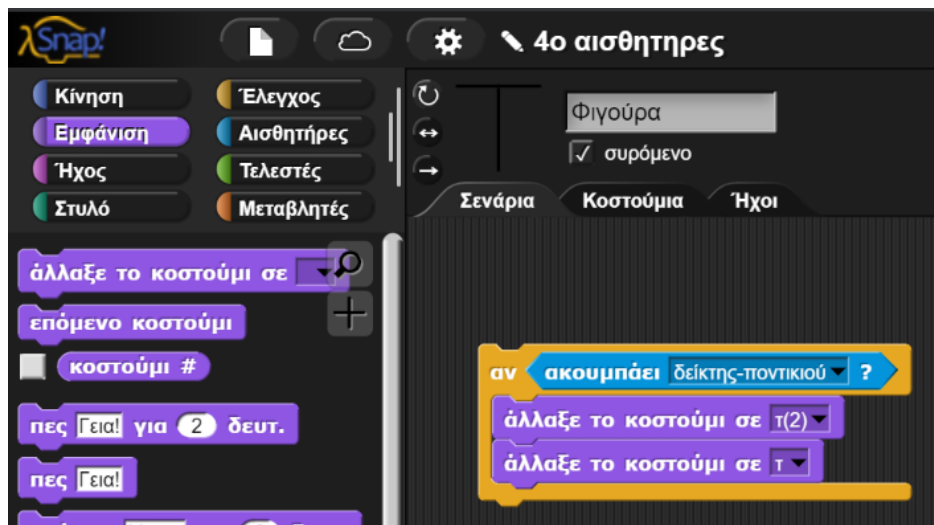 λSnap!
4ο αισθητηρες
Κίνηση
Έλεγχος
Εμφάνιση
Αισθητήρες
Ήχος
Τελεστές
Στυλό
Μεταβλητές
Φιγούρα
συρόμενο
Σενάρια
Κοστούμια
Ήχοι
άλλαξε το κοστούμι σε
επόμενο κοστούμι
κοστούμι #
πες Γεια! για 2 δευτ.
πες Γεια!
αν ακουμπάει δείκτης-ποντικιού ?
άλλαξε το κοστούμι σε τ(2)
άλλαξε το κοστούμι σε τ